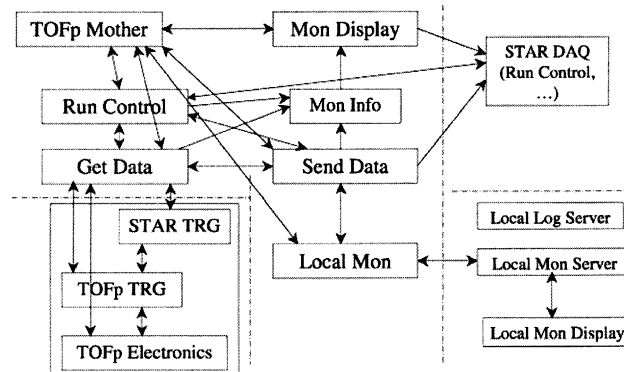 TOFp Mother
Mon Display
STAR DAQ
(Run Control,
...)
Run Control
Mon Info
Get Data
Send Data
STAR TRG
Local Log Server
Local Mon
Local Mon Server
TOFp TRG
Local Mon Display
TOFp Electronics